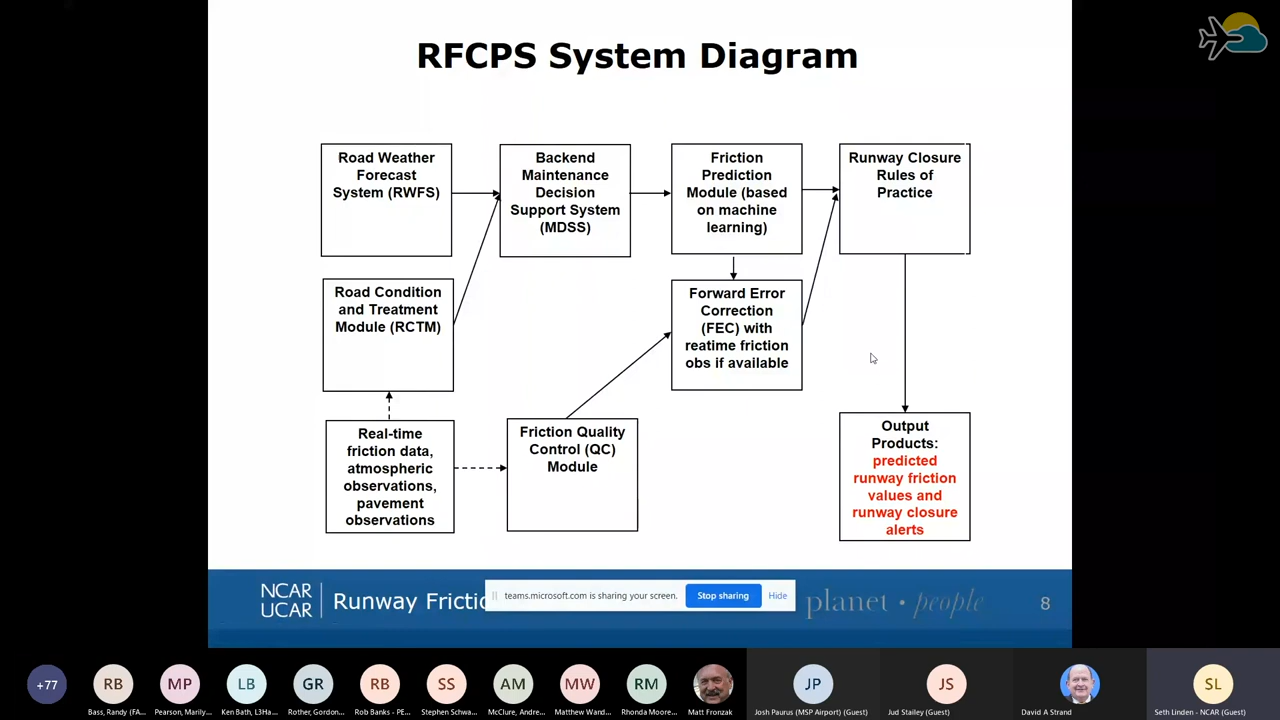 RFCPS System Diagram
Road Weather
Forecast
System (RWFS)
Backend
Maintenance
Decision
Support System
(MDSS)
Friction
Prediction
Module (based
on machine
learning)
Runway Closure
Rules of
Practice
Road Condition
and Treatment
Module (RCTM)
Forward Error
Correction
(FEC) with
reatime friction
obs if available
Real-time
friction data,
atmospheric
observations,
pavement
observations
Friction Quality
Control (QC)
Module
Output
Products:
predicted
runway friction
values and
runway closure
alerts
NCAR
UCAR
Runway Frictio
teams.microsoft.com is sharing your screen.
Stop sharing
Hide
planet • people
8
+77
RB
MP
LB
GR
RB
SS
AM
MW
RM
JP
JS
SL
Bass, Randy (FA...
Pearson, Marily...
Ken Bath, L3Ha...
Rother, Gordon...
Rob Banks - PE...
Stephen Schwa...
McClure, Andre...
Matthew Wand...
Rhonda Moore...
Matt Fronzak
Josh Paurus (MSP Airport) (Guest)
Jud Stailey (Guest)
David A Strand
Seth Linden - NCAR (Guest)